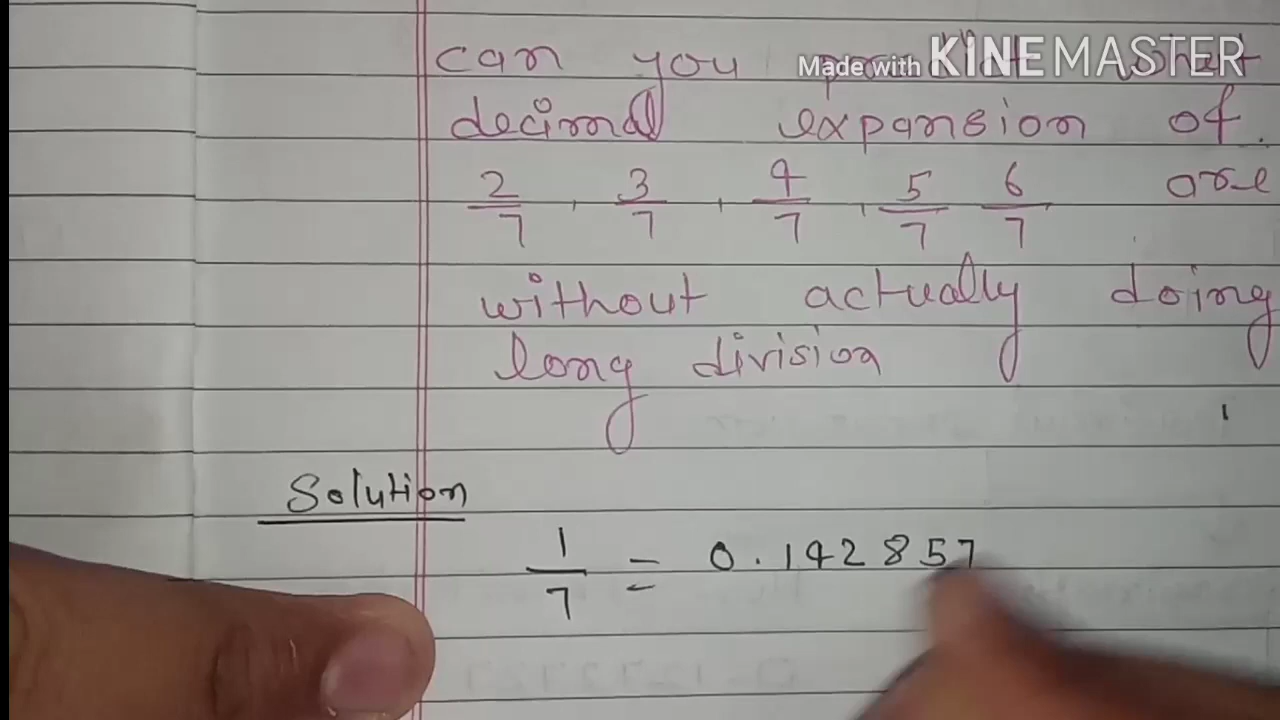 can you what
Made with KINEMASTER
decimal expansion of
2/7 , 3/7 , 4/7 , 5/7 6/7 are
without actually doing
long division
Solution
1/7 = 0.142857